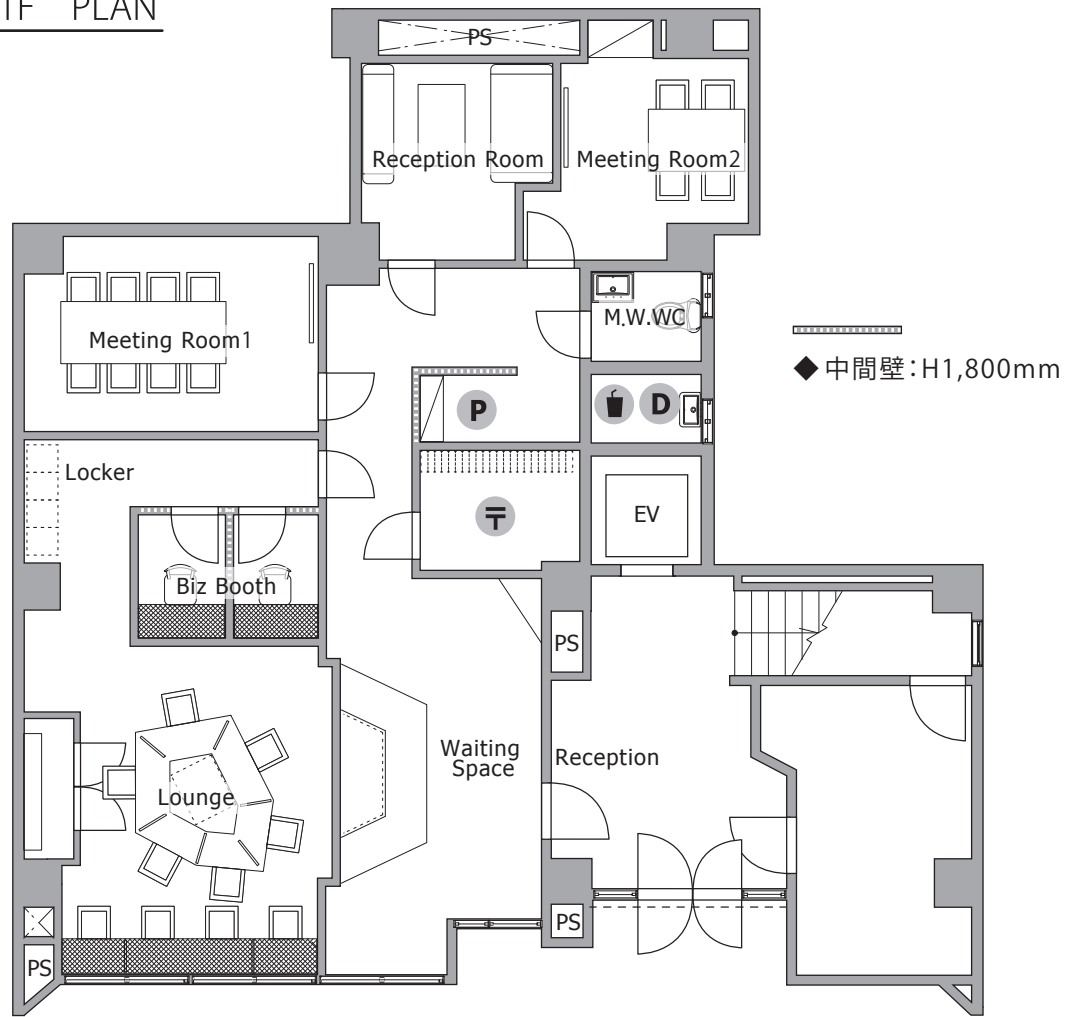 1F PLAN
PS
Reception Room
Meeting Room2
Meeting Room1
M.W.WC
◆中間壁：H1,800mm
P
D
Locker
〒
EV
Biz Booth
PS
Waiting
Space
Reception
Lounge
PS
PS